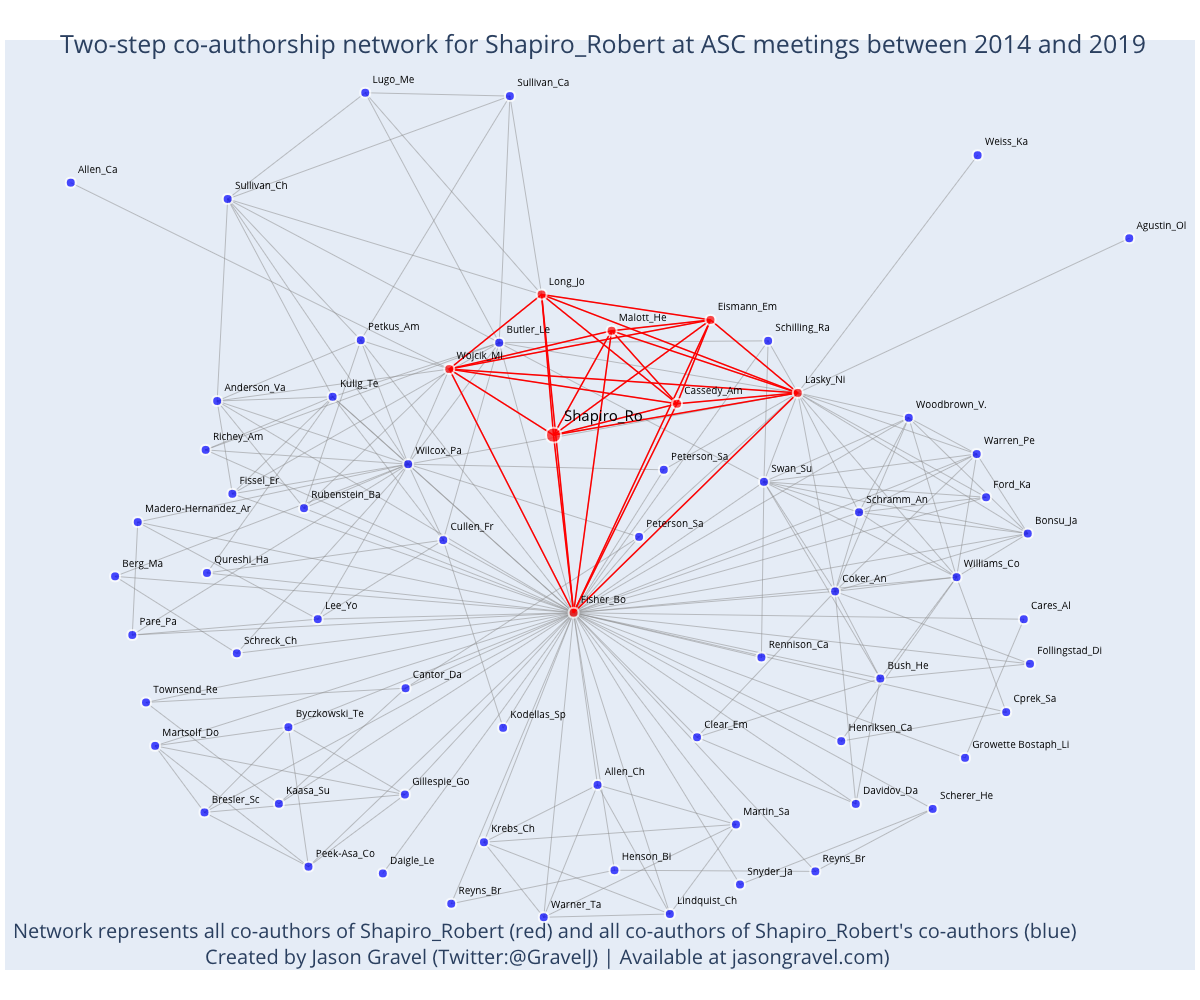 Two-step co-authorship network for Shapiro_Robert at ASC meetings between 2014 and 2019
Lugo_Me
Sullivan_Ca
Weiss_Ka
Allen_Ca
Sullivan_Ch
Agustin_Ol
Long_Jo
Eismann_Em
Malott_He
Petkus_Am
Butler_Le
Schilling_Ra
Wojcik_Mi
Lasky_Ni
Anderson_Va
Kulig_Te
Cassedy_Am
Woodbrown_V.
Shapiro_Ro
Richey_Am
Wilcox_Pa
Warren_Pe
Peterson_Sa
Swan_Su
Fissel_Er
Rubenstein_Ba
Schramm_An
Ford_Ka
Madero-Hernandez_Ar
Cullen_Fr
Peterson_Sa
Bonsu_Ja
Berg_Ma
Qureshi_Ha
Williams_Co
Coker_An
Fisher_Bo
Lee_Yo
Cares_Al
Pare_Pa
Schreck_Ch
Rennison_Ca
Follingstad_Di
Bush_He
Townsend_Re
Cantor_Da
Cprek_Sa
Byczkowski_Te
Kodellas_Sp
Clear_Em
Henriksen_Ca
Martsolf_Do
Growette Bostaph_Li
Allen_Ch
Gillespie_Go
Bresler_Sc
Kaasa_Su
Davidov_Da
Scherer_He
Krebs_Ch
Martin_Sa
Peek-Asa_Co
Daigle_Le
Henson_Bi
Snyder_Ja
Reyns_Br
Reyns_Br
Warner_Ta
Lindquist_Ch
Network represents all co-authors of Shapiro_Robert (red) and all co-authors of Shapiro_Robert's co-authors (blue)
Created by Jason Gravel (Twitter:@GravelJ) | Available at jasongravel.com)